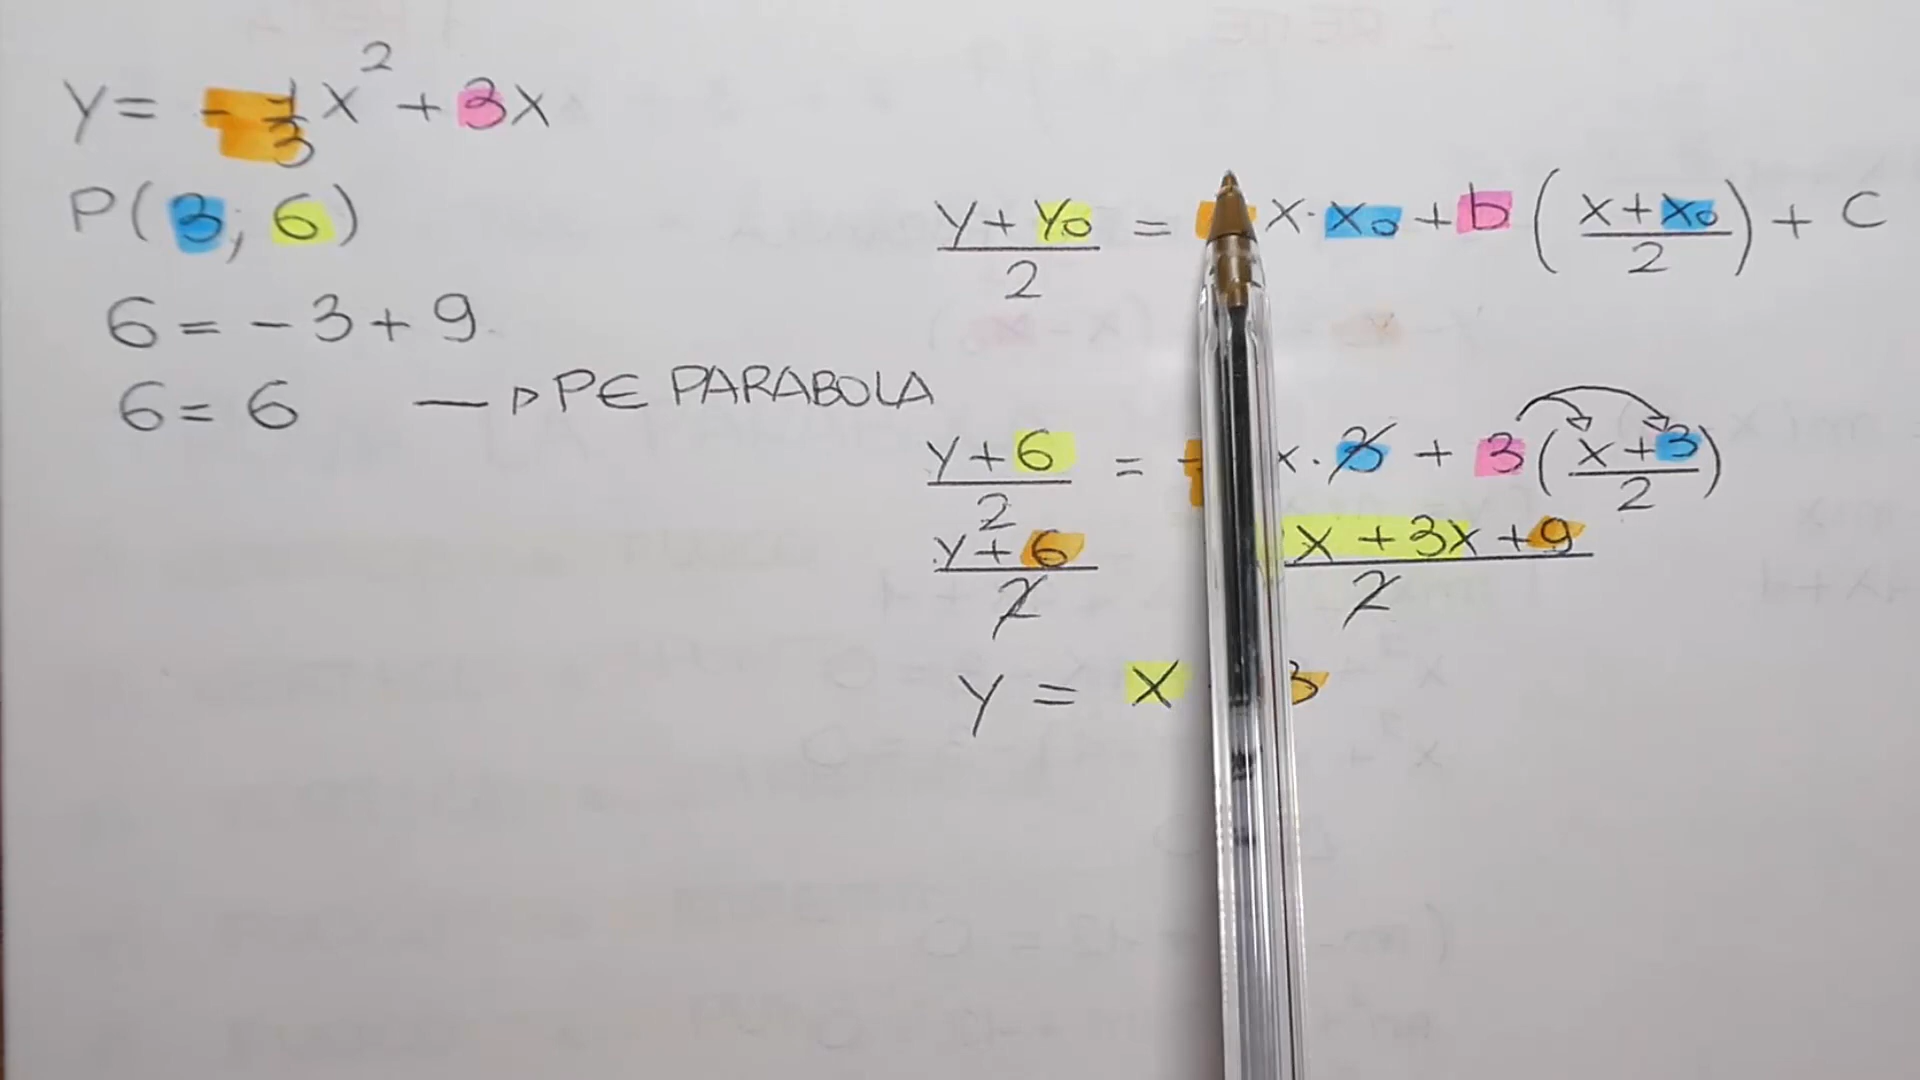 y = -1/3 x² + 3x
P(3; 6)
6 = -3 + 9
6 = 6 —▷ P∈ PARABOLA
(y + y₀)/2 = x · x₀ + b ((x + x₀)/2) + c
(y + 6)/2 = - x · 3 + 3 ((x + 3)/2)
(y + 6)/2 x + 3x + 9/2
y = x 3